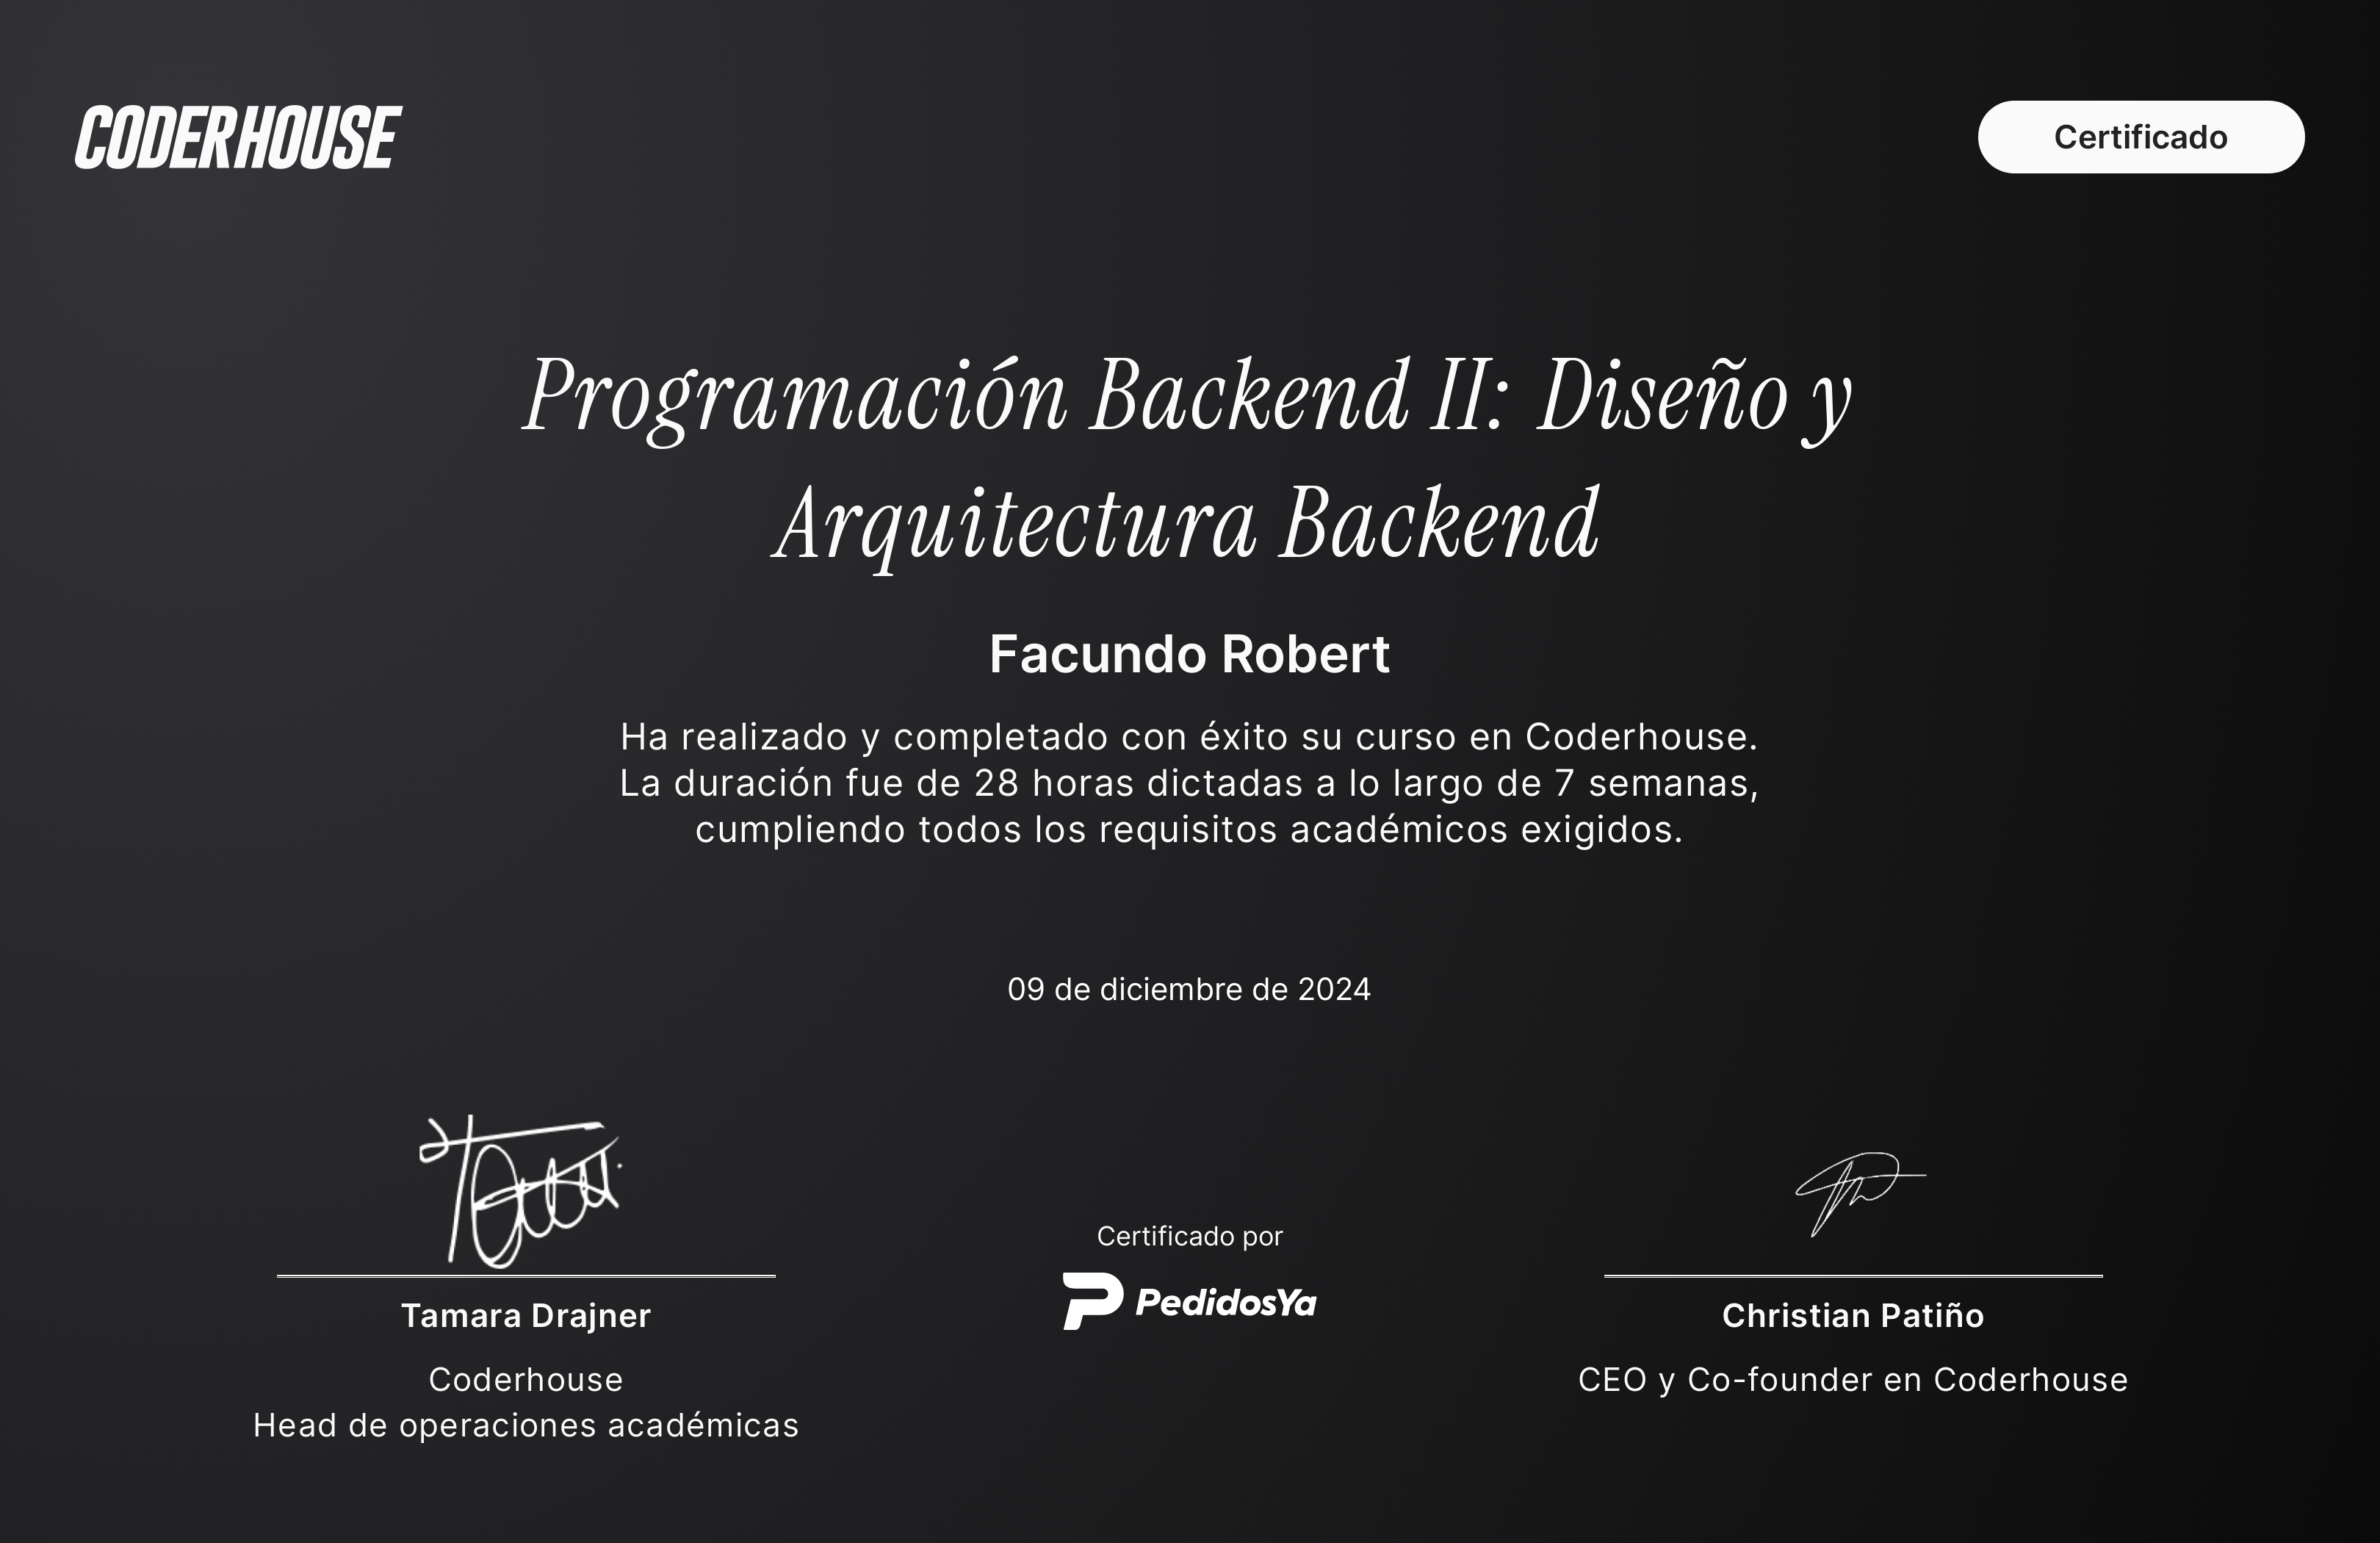 CODERHOUSE
Certificado
Programación Backend II: Diseño y
Arquitectura Backend
Facundo Robert
Ha realizado y completado con éxito su curso en Coderhouse.
La duración fue de 28 horas dictadas a lo largo de 7 semanas,
cumpliendo todos los requisitos académicos exigidos.
09 de diciembre de 2024
Certificado por
PedidosYa
Tamara Drajner
Coderhouse
Head de operaciones académicas
Christian Patiño
CEO y Co-founder en Coderhouse